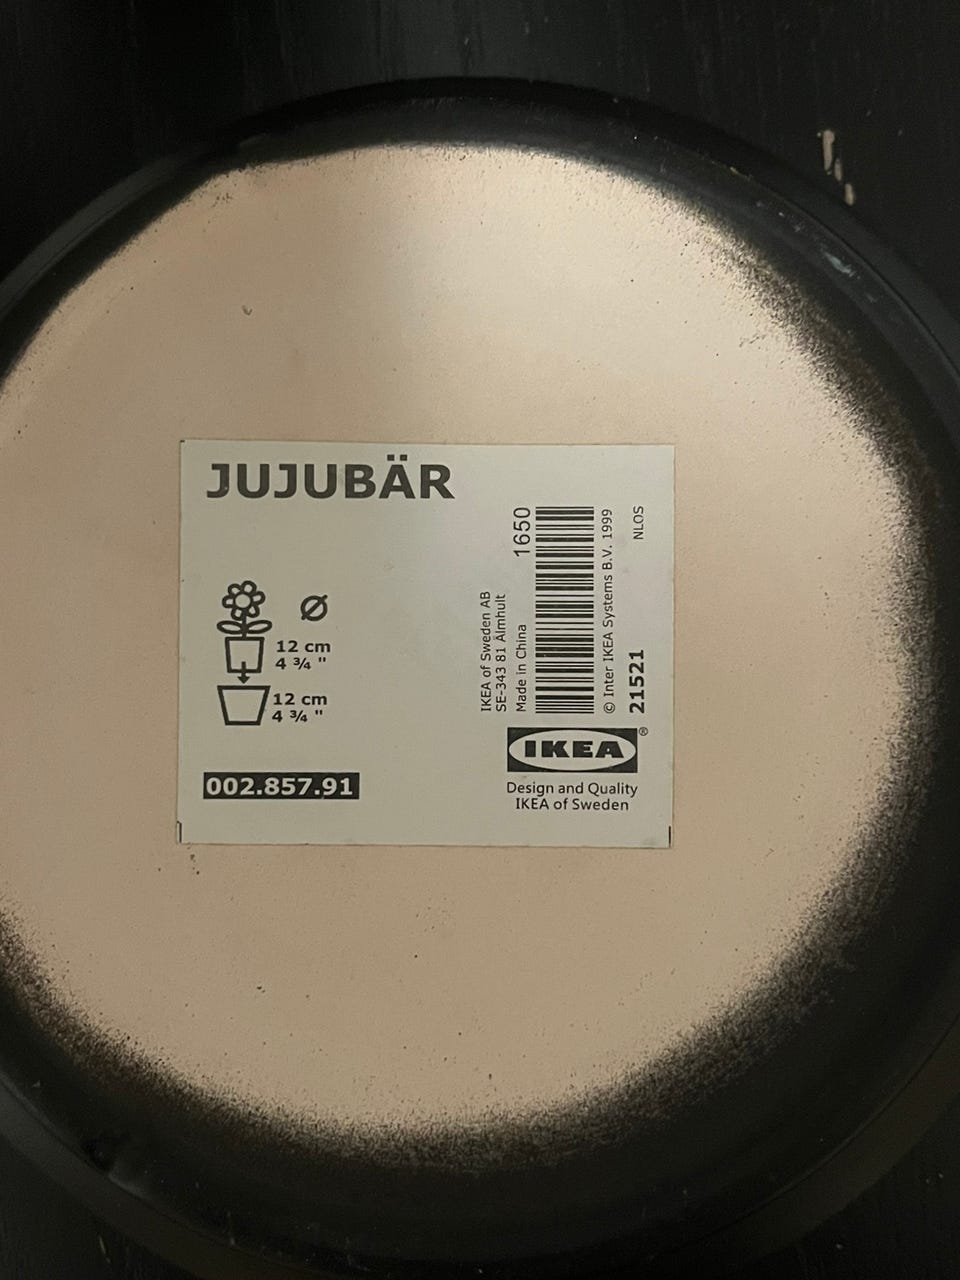 JUJUBÄR
Ø
12 cm
4 ¾ "
12 cm
4 ¾ "
002.857.91
IKEA of Sweden AB
SE-343 81 Älmhult
Made in China
1650
© Inter IKEA Systems B.V. 1999
21521
NLOS
IKEA®
Design and Quality
IKEA of Sweden